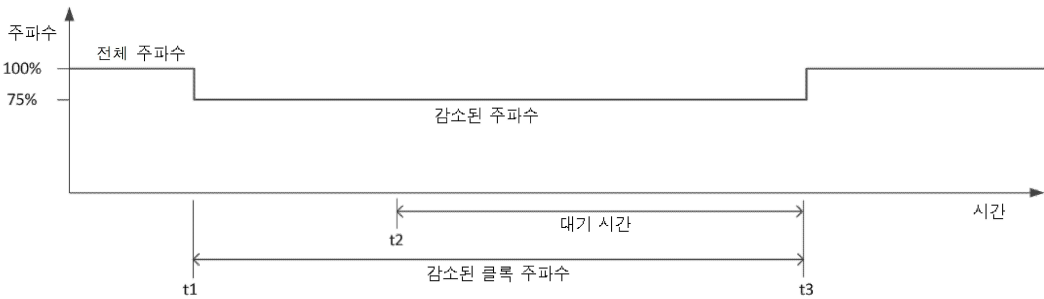 주파수
전체 주파수
100%
75%
감소된 주파수
시간
대기 시간
t2
감소된 클록 주파수
t1
t3